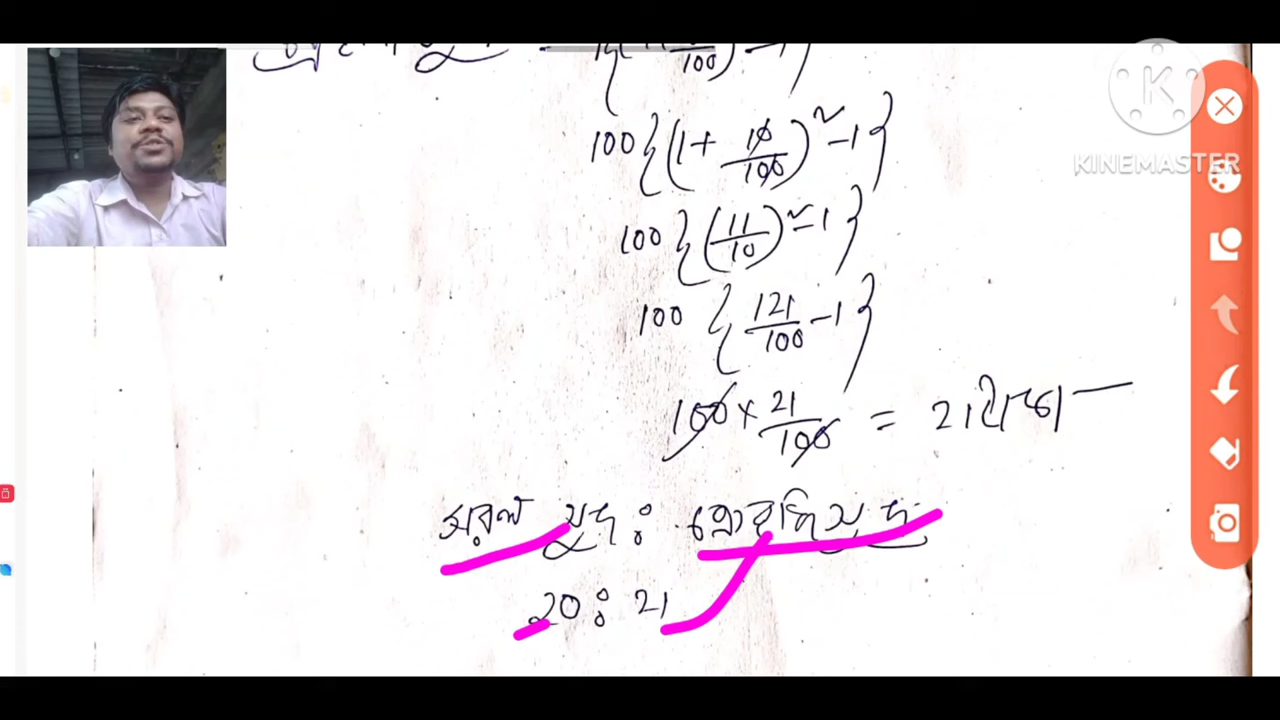 100{(1+ 10/100)² -1}
100{(11/10)² -1}
100 {121/100 -1}
100 × 21/100 = 21 টাকা
সরল সুদ : চক্রবৃদ্ধি সুদ
20 : 21
K
KINEMASTER